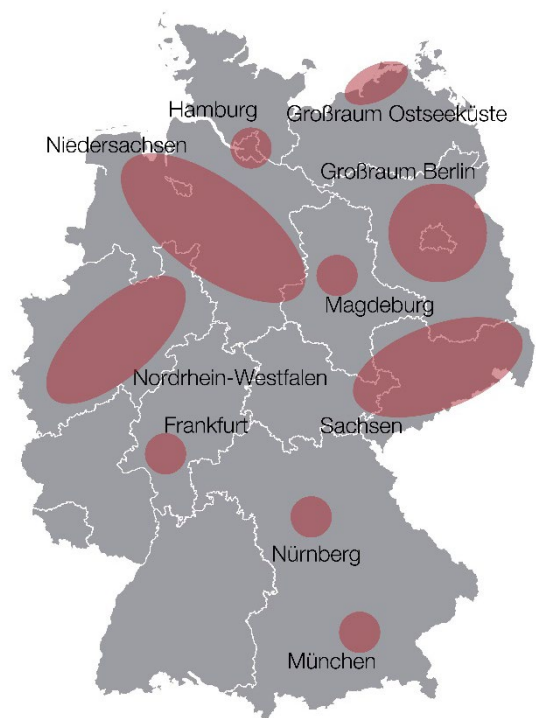 Hamburg
Großraum Ostseeküste
Niedersachsen
Großraum Berlin
Magdeburg
Nordrhein-Westfalen
Frankfurt
Sachsen
Nürnberg
München